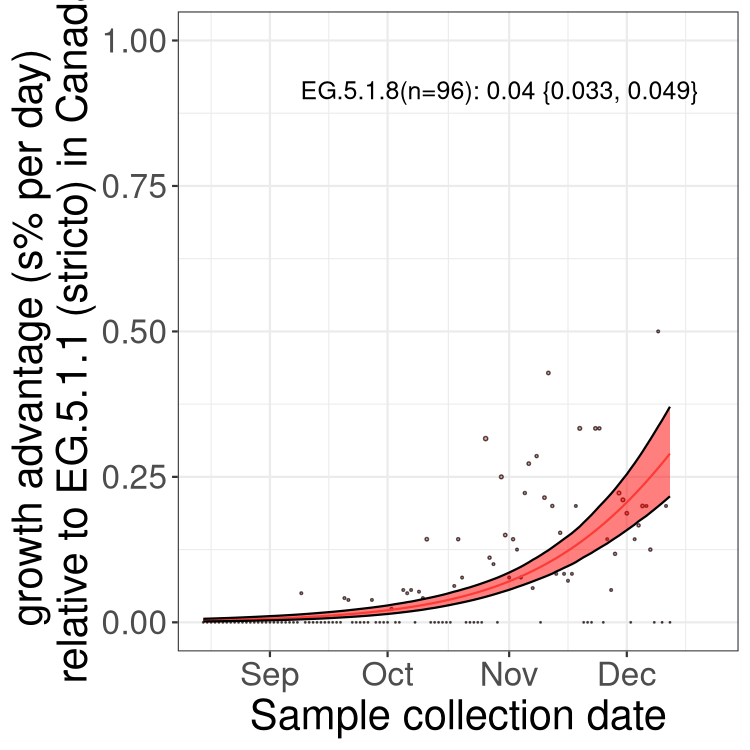 growth advantage (s% per day)
relative to EG.5.1.1 (stricto) in Canada
1.00
0.75
0.50
0.25
0.00
EG.5.1.8(n=96): 0.04 {0.033, 0.049}
Sep Oct Nov Dec
Sample collection date